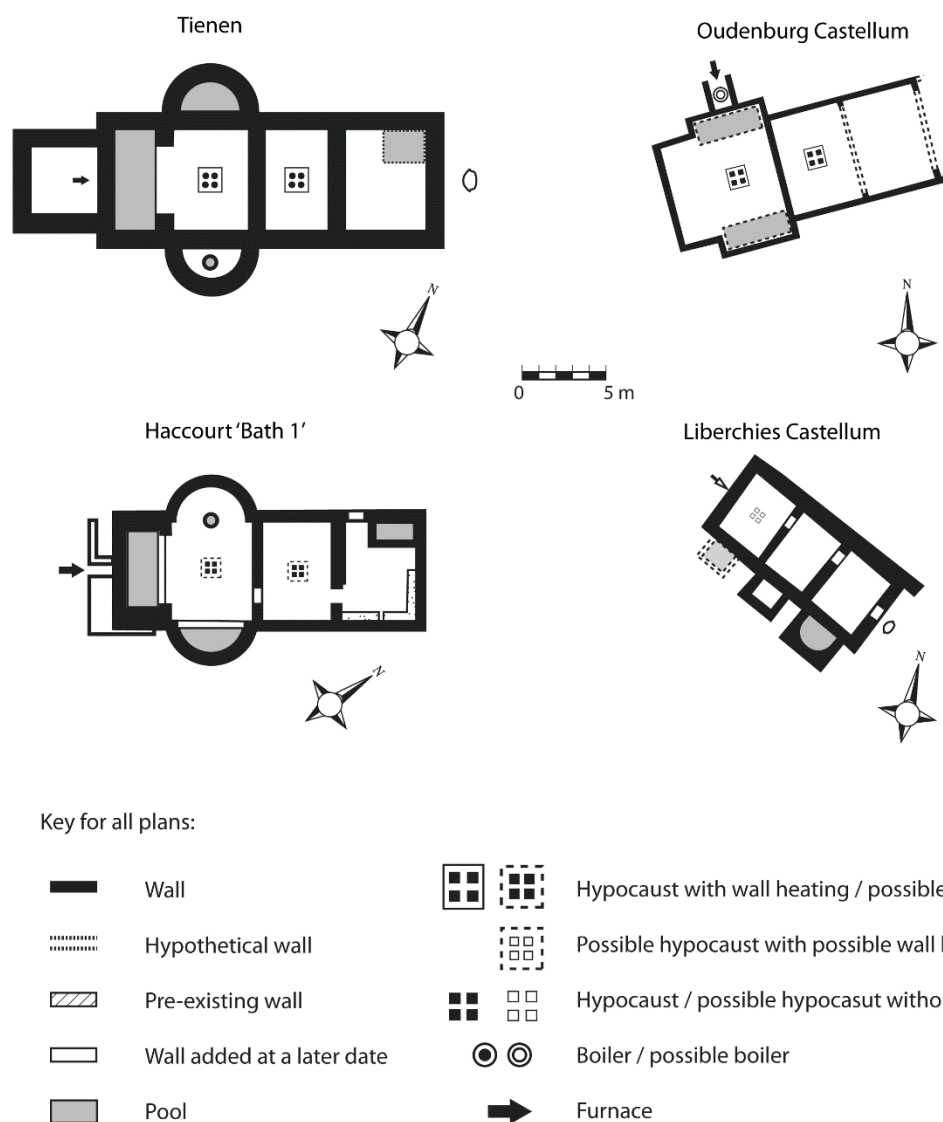 Tienen
Oudenburg Castellum
N
N
0 5 m
Haccourt 'Bath 1'
Liberchies Castellum
N
N
Key for all plans:
Wall
Hypothetical wall
Pre-existing wall
Wall added at a later date
Pool
Hypocaust with wall heating / possible
Possible hypocaust with possible wall
Hypocaust / possible hypocasut witho
Boiler / possible boiler
Furnace